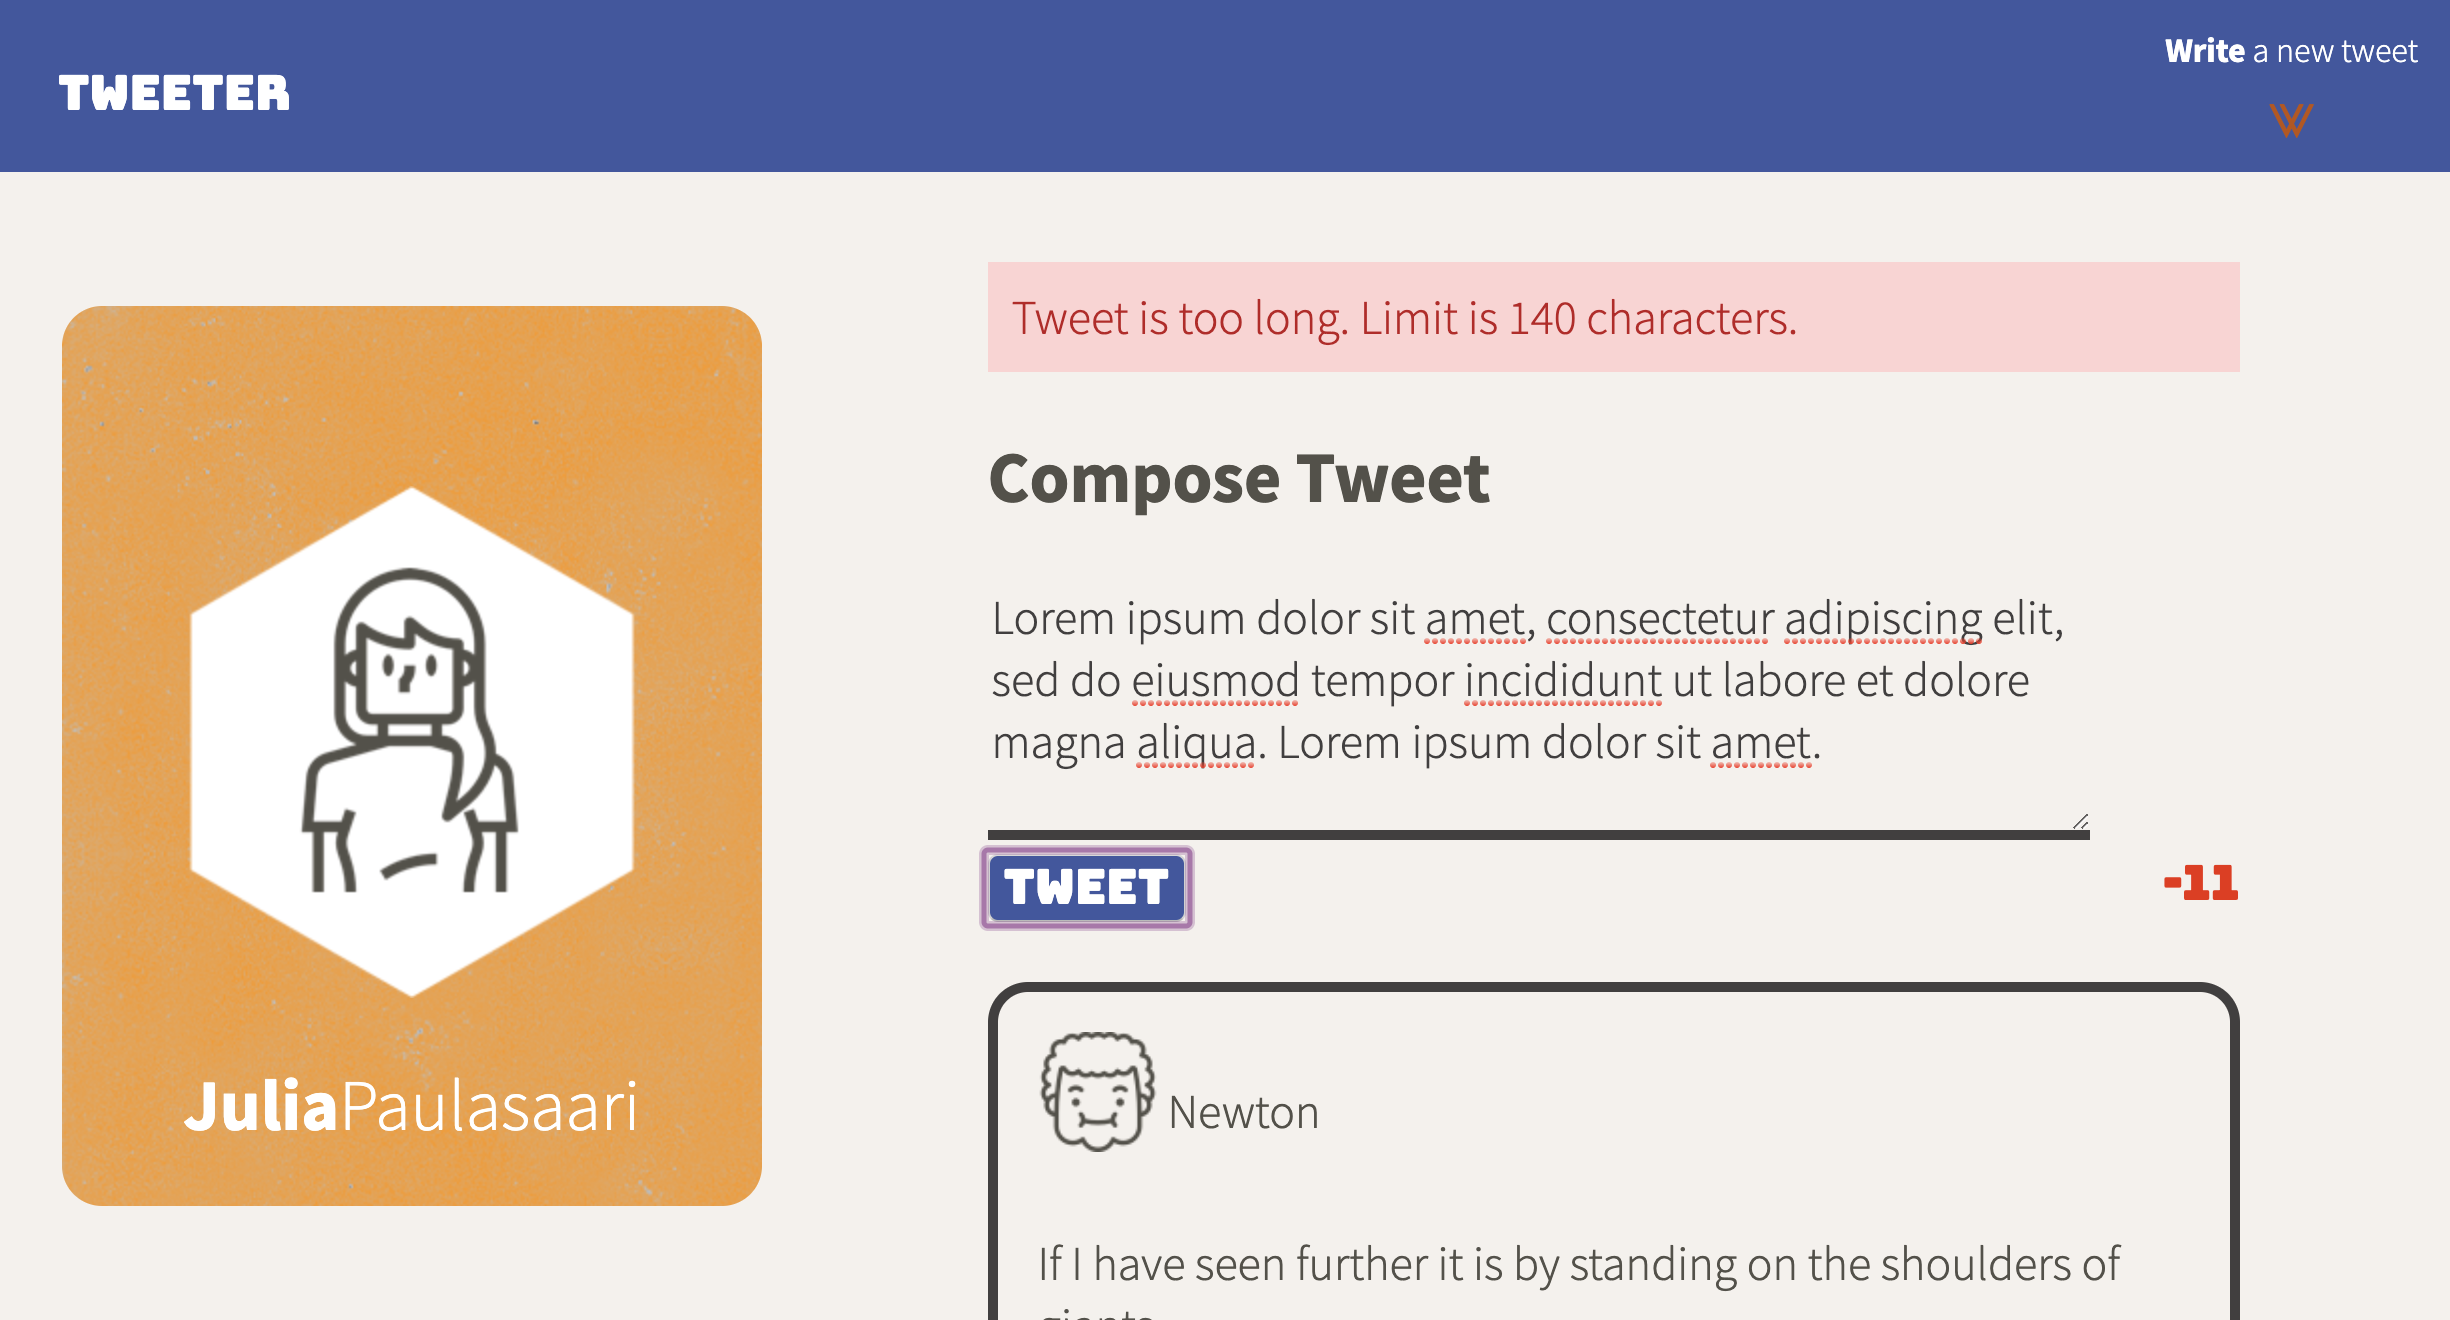 TWEETER
Write a new tweet
Tweet is too long. Limit is 140 characters.
Compose Tweet
Lorem ipsum dolor sit amet, consectetur adipiscing elit,
sed do eiusmod tempor incididunt ut labore et dolore
magna aliqua. Lorem ipsum dolor sit amet.
TWEET
-11
JuliaPaulasaari
Newton
If I have seen further it is by standing on the shoulders of